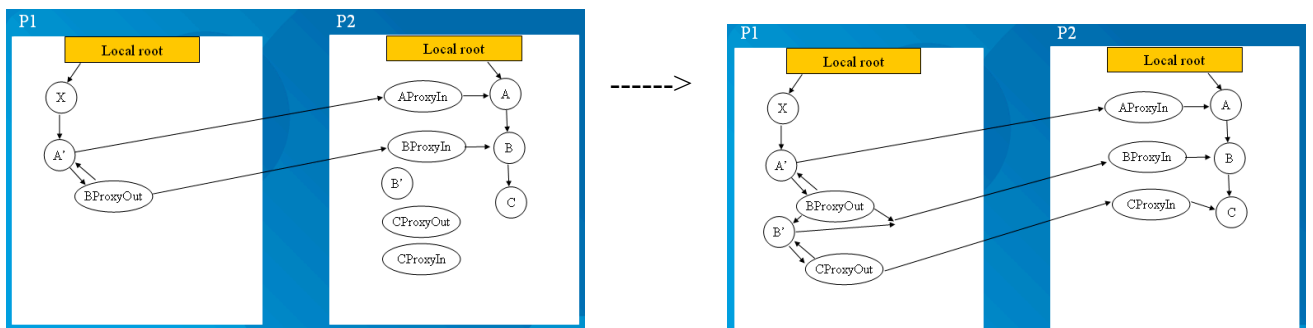 P1
P2
Local root
Local root
X
AProxyIn
A
A’
BProxyIn
B
BProxyOut
B’
C
CProxyOut
CProxyIn
------>
P1
P2
Local root
Local root
X
AProxyIn
A
A’
BProxyIn
B
BProxyOut
CProxyIn
C
B’
CProxyOut